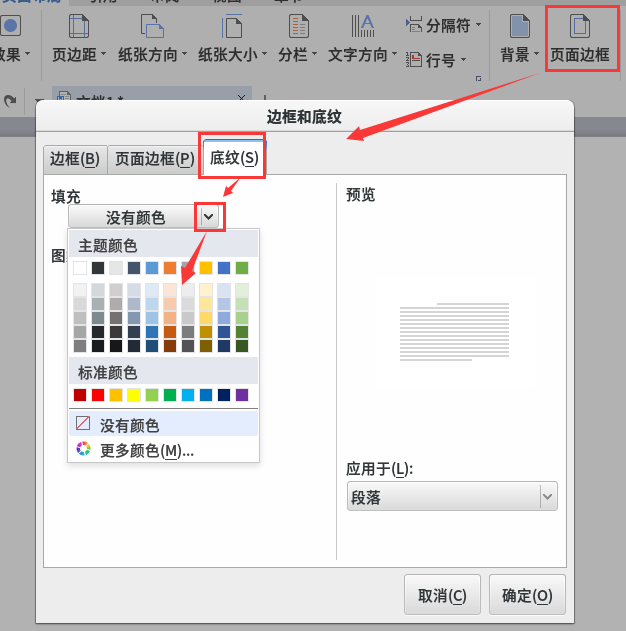 果
页边距
纸张方向
纸张大小
分栏
文字方向
分隔符
行号
背景
页面边框
边框和底纹
边框(B)
页面边框(P)
底纹(S)
填充
没有颜色
主题颜色
标准颜色
没有颜色
更多颜色(M)...
图
预览
应用于(L):
段落
取消(C)
确定(O)